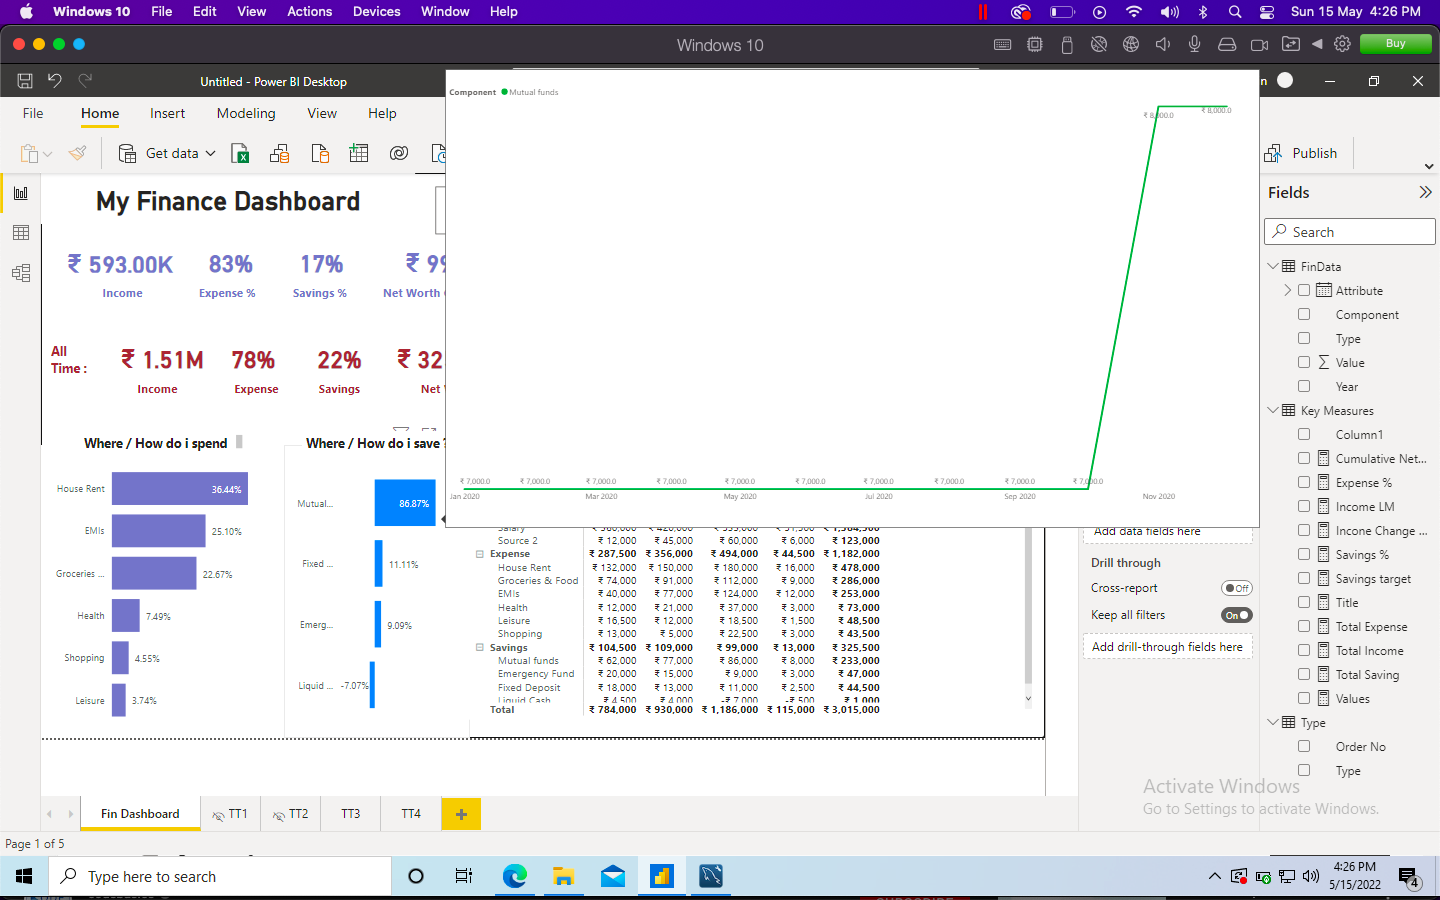 Windows 10 File Edit View Actions Devices Window Help Sun 15 May 4:26 PM
Windows 10
Buy
Untitled - Power BI Desktop
File Home Insert Modeling View Help
Get data
Publish
Component Mutual funds
₹ 8,000.0 ₹ 8,000.0
₹ 7,000.0 ₹ 7,000.0 ₹ 7,000.0 ₹ 7,000.0 ₹ 7,000.0 ₹ 7,000.0 ₹ 7,000.0 ₹ 7,000.0 ₹ 7,000.0 ₹ 7,000.0
Jan 2020 Mar 2020 May 2020 Jul 2020 Sep 2020 Nov 2020
My Finance Dashboard
₹ 593.00K 83% 17% ₹ 99
Income Expense % Savings % Net Worth
All
Time :
₹ 1.51M 78% 22% ₹ 32
Income Expense Savings Net
Where / How do i spend
House Rent 36.44%
EMIs 25.10%
Groceries ... 22.67%
Health 7.49%
Shopping 4.55%
Leisure 3.74%
Where / How do i save ?
Mutual... 86.87%
Fixed ... 11.11%
Emerg... 9.09%
Liquid ... -7.07%
Salary
Source 2 ₹ 12,000 ₹ 45,000 ₹ 60,000 ₹ 6,000 ₹ 123,000
Expense ₹ 287,500 ₹ 356,000 ₹ 494,000 ₹ 44,500 ₹ 1,182,000
House Rent ₹ 132,000 ₹ 150,000 ₹ 180,000 ₹ 16,000 ₹ 478,000
Groceries & Food ₹ 74,000 ₹ 91,000 ₹ 112,000 ₹ 9,000 ₹ 286,000
EMIs ₹ 40,000 ₹ 77,000 ₹ 124,000 ₹ 12,000 ₹ 253,000
Health ₹ 12,000 ₹ 21,000 ₹ 37,000 ₹ 3,000 ₹ 73,000
Leisure ₹ 16,500 ₹ 12,000 ₹ 18,500 ₹ 1,500 ₹ 48,500
Shopping ₹ 13,000 ₹ 5,000 ₹ 22,500 ₹ 3,000 ₹ 43,500
Savings ₹ 104,500 ₹ 109,000 ₹ 99,000 ₹ 13,000 ₹ 325,500
Mutual funds ₹ 62,000 ₹ 77,000 ₹ 86,000 ₹ 8,000 ₹ 233,000
Emergency Fund ₹ 20,000 ₹ 15,000 ₹ 9,000 ₹ 3,000 ₹ 47,000
Fixed Deposit ₹ 18,000 ₹ 13,000 ₹ 11,000 ₹ 2,500 ₹ 44,500
Liquid Cash ₹ 4,500 ₹ 4,000 -₹ 7,000 -₹ 500 ₹ 1,000
Total ₹ 784,000 ₹ 930,000 ₹ 1,186,000 ₹ 115,000 ₹ 3,015,000
Add data fields here
Drill through
Cross-report Off
Keep all filters On
Add drill-through fields here
Fields
Search
FinData
Attribute
Component
Type
Value
Year
Key Measures
Column1
Cumulative Net...
Expense %
Income LM
Incone Change ...
Savings %
Savings target
Title
Total Expense
Total Income
Total Saving
Values
Type
Order No
Type
Activate Windows
Go to Settings to activate Windows.
Fin Dashboard TT1 TT2 TT3 TT4
Page 1 of 5
Type here to search
4:26 PM
5/15/2022
4